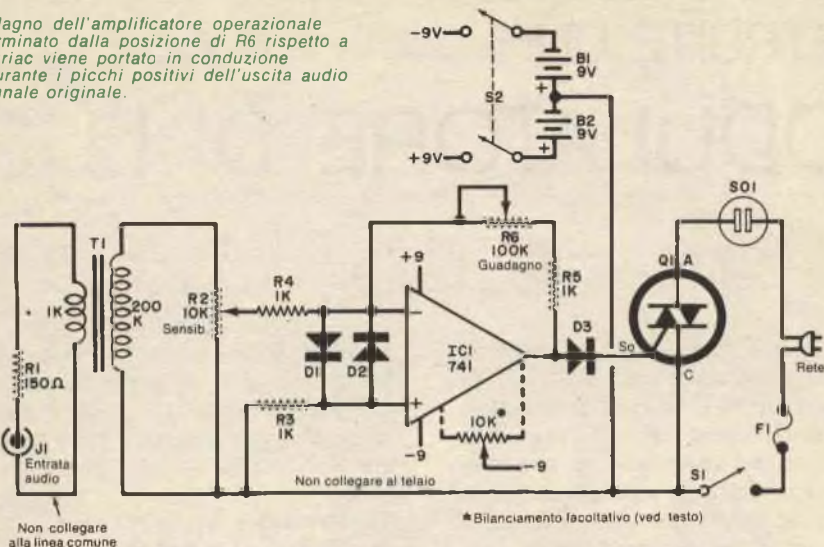 dagno dell'amplificatore operazionale
rminato dalla posizione di R6 rispetto a
riac viene portato in conduzione
urante i picchi positivi dell'uscita audio
nale originale.
-9V
S2
+9V
B1
9V
+
B2
9V
+
SO1
T1
1K
200
K
R1
150Ω
J1
Entrata
audio
R2
10K
Sensib.
R4
1K
D1
D2
R3
1K
+9
-
+
IC1
741
-9
R6
100K
Guadagno
R5
1K
D3
10K*
-9
Q1
A
So
C
Rete
F1
S1
Non collegare al telaio
Non collegare
alla linea comune
*Bilanciamento facoltativo (ved. testo)